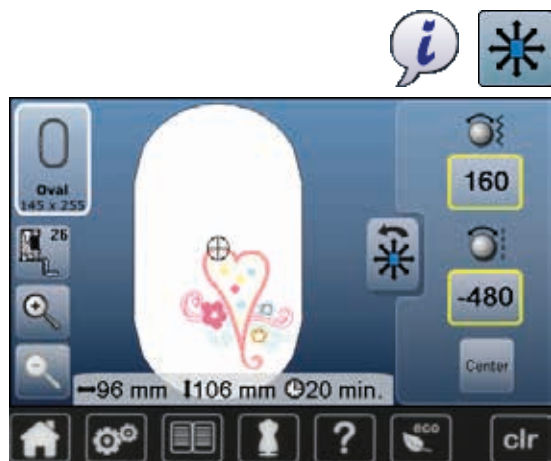 i
Oval
145 x 255
26
160
-480
Center
96 mm 106 mm 20 min.
?
eco
clr